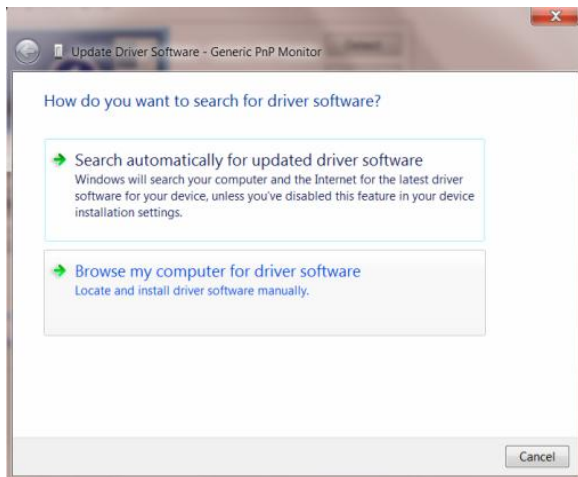 Update Driver Software - Generic PnP Monitor
How do you want to search for driver software?
Search automatically for updated driver software
Windows will search your computer and the Internet for the latest driver
software for your device, unless you've disabled this feature in your device
installation settings.
Browse my computer for driver software
Locate and install driver software manually.
Cancel